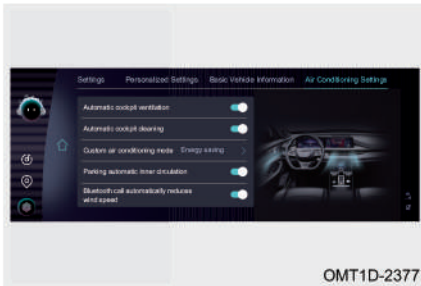 Settings Personalized Settings Basic Vehicle Information Air Conditioning Settings
Automatic cockpit ventilation
Automatic cockpit cleaning
Custom air conditioning mode Energy saving
Parking automatic inner circulation
Bluetooth call automatically reduces
wind speed
OMT1D-2377